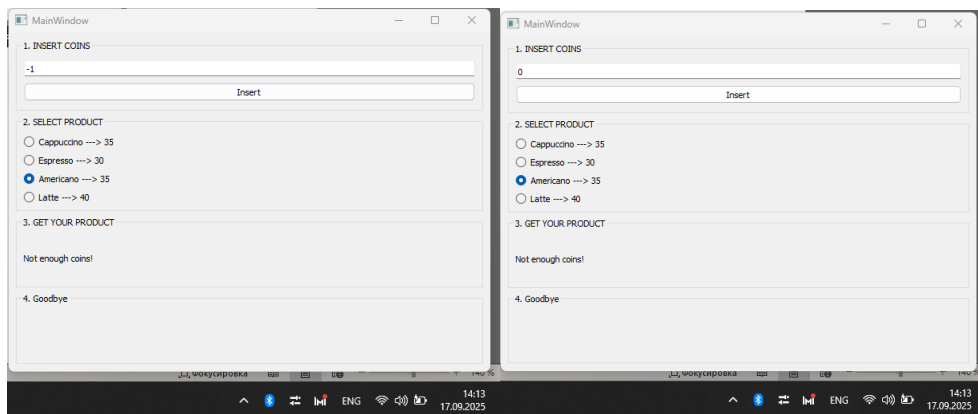 MainWindow
1. INSERT COINS
-1
Insert
2. SELECT PRODUCT
Cappuccino ---> 35
Espresso ---> 30
Americano ---> 35
Latte ---> 40
3. GET YOUR PRODUCT
Not enough coins!
4. Goodbye
Фокусировка
140 %
ENG
14:13
17.09.2025
MainWindow
1. INSERT COINS
0
Insert
2. SELECT PRODUCT
Cappuccino ---> 35
Espresso ---> 30
Americano ---> 35
Latte ---> 40
3. GET YOUR PRODUCT
Not enough coins!
4. Goodbye
Фокусировка
140 %
ENG
14:13
17.09.2025